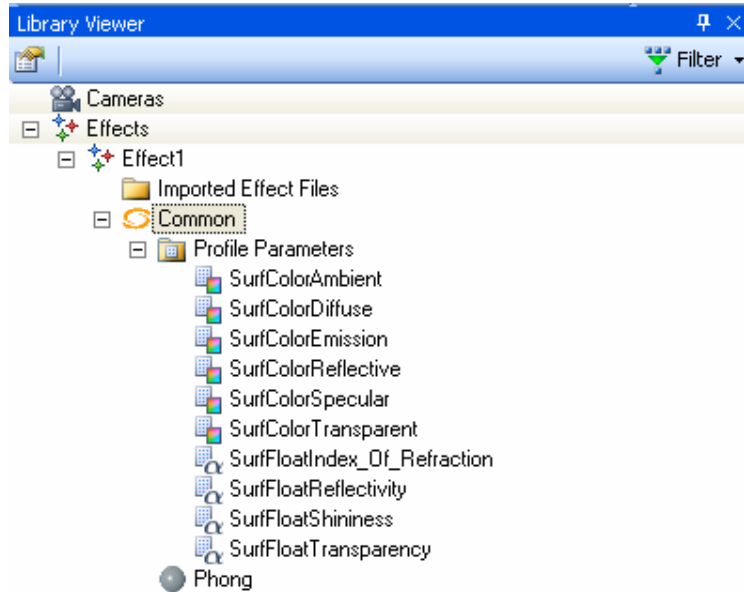 Library Viewer
Filter
Cameras
Effects
Effect1
Imported Effect Files
Common
Profile Parameters
SurfColorAmbient
SurfColorDiffuse
SurfColorEmission
SurfColorReflective
SurfColorSpecular
SurfColorTransparent
SurfFloatIndex_Of_Refraction
SurfFloatReflectivity
SurfFloatShininess
SurfFloatTransparency
Phong